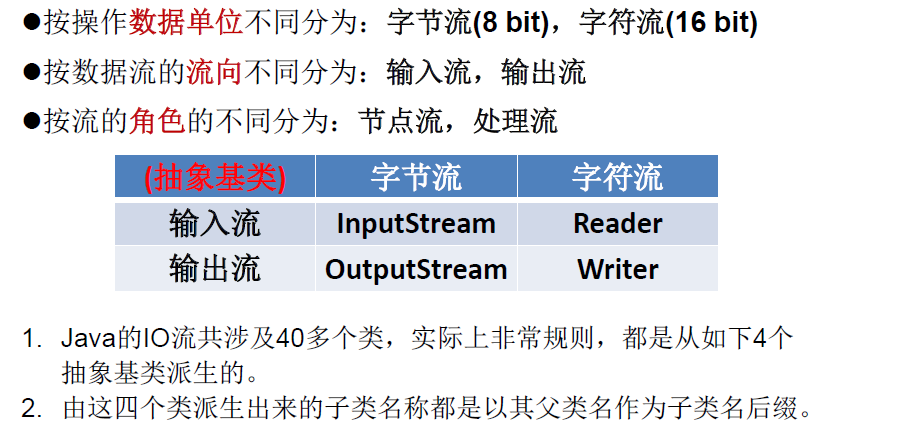 ●按操作数据单位不同分为：字节流(8 bit)，字符流(16 bit)
●按数据流的流向不同分为：输入流，输出流
●按流的角色的不同分为：节点流，处理流
(抽象基类) 字节流 字符流
输入流 InputStream Reader
输出流 OutputStream Writer
1. Java的IO流共涉及40多个类，实际上非常规则，都是从如下4个
抽象基类派生的。
2. 由这四个类派生出来的子类名称都是以其父类名作为子类名后缀。